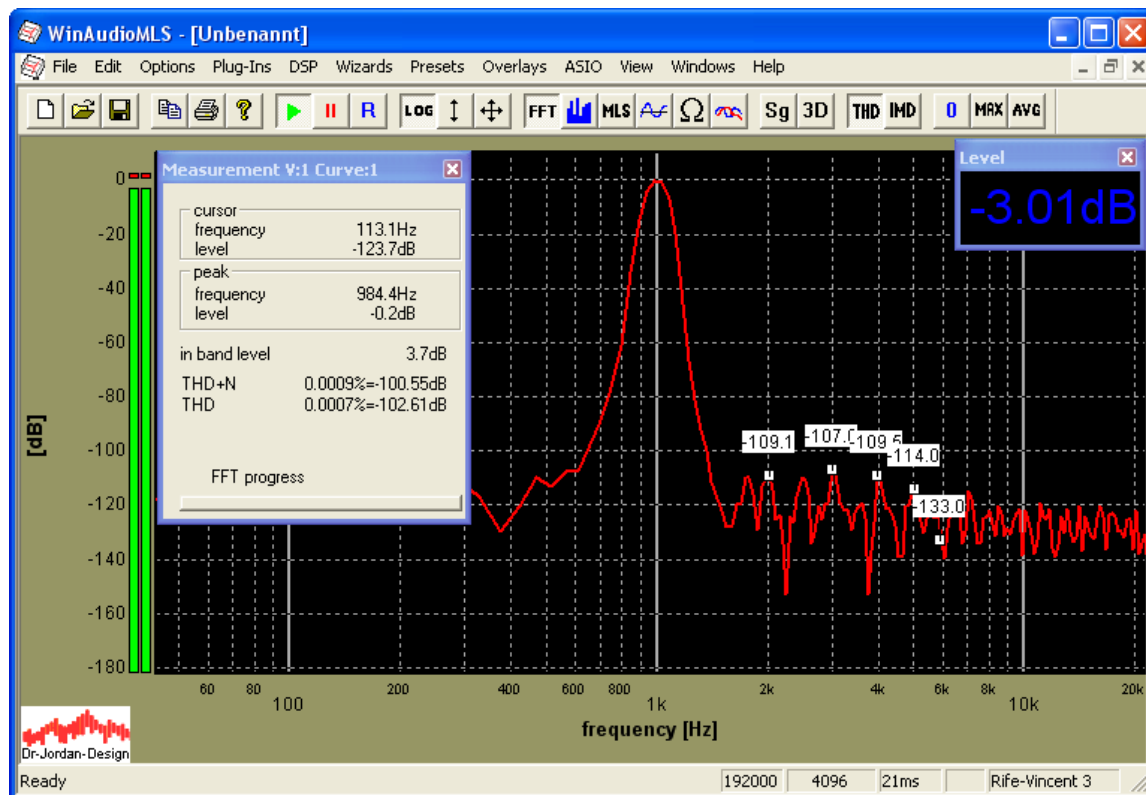 WinAudioMLS - [Unbenannt]
File Edit Options Plug-Ins DSP Wizards Presets Overlays ASIO View Windows Help
R LOG FFT MLS Ω Sg 3D THD IMD 0 MAX AVG
Measurement V:1 Curve:1
cursor
frequency 113.1Hz
level -123.7dB
peak
frequency 984.4Hz
level -0.2dB
in band level 3.7dB
THD+N 0.0009%=-100.55dB
THD 0.0007%=-102.61dB
FFT progress
Level
-3.01dB
0
-20
-40
-60
-80
-100
-120
-140
-160
-180
[dB]
-109.1 -107.0 -109.5
-114.0
-133.0
60 80 200 400 600 800 2k 4k 6k 8k 20k
100 1k 10k
frequency [Hz]
Dr-Jordan-Design
Ready 192000 4096 21ms Rife-Vincent 3